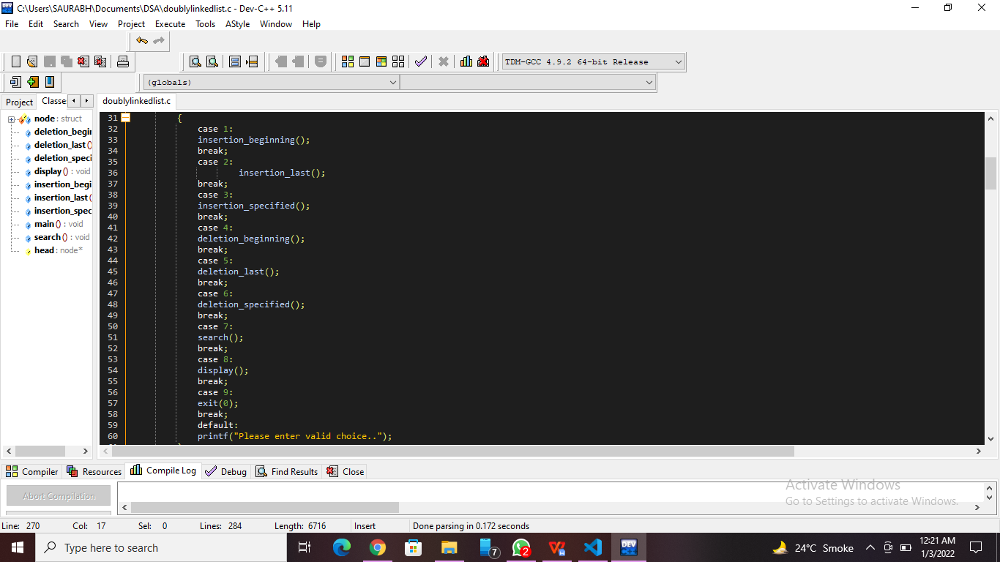 C:\Users\SAURABH\Documents\DSA\doublylinkedlist.c - Dev-C++ 5.11
File Edit Search View Project Execute Tools AStyle Window Help
TDM-GCC 4.9.2 64-bit Release
(globals)
Project Classe doublylinkedlist.c
node : struct
deletion_begin
deletion_last ()
deletion_speci
display () : void
insertion_begi
insertion_last (
insertion_spec
main () : void
search () : void
head : node*
31 {
32 case 1:
33 insertion_beginning();
34 break;
35 case 2:
36 insertion_last();
37 break;
38 case 3:
39 insertion_specified();
40 break;
41 case 4:
42 deletion_beginning();
43 break;
44 case 5:
45 deletion_last();
46 break;
47 case 6:
48 deletion_specified();
49 break;
50 case 7:
51 search();
52 break;
53 case 8:
54 display();
55 break;
56 case 9:
57 exit(0);
58 break;
59 default:
60 printf("Please enter valid choice..");
Compiler Resources Compile Log Debug Find Results Close
Abort Compilation
Activate Windows
Go to Settings to activate Windows.
Line: 270 Col: 17 Sel: 0 Lines: 284 Length: 6716 Insert Done parsing in 0.172 seconds
Type here to search 7 2 DEV 24°C Smoke 12:21 AM
1/3/2022